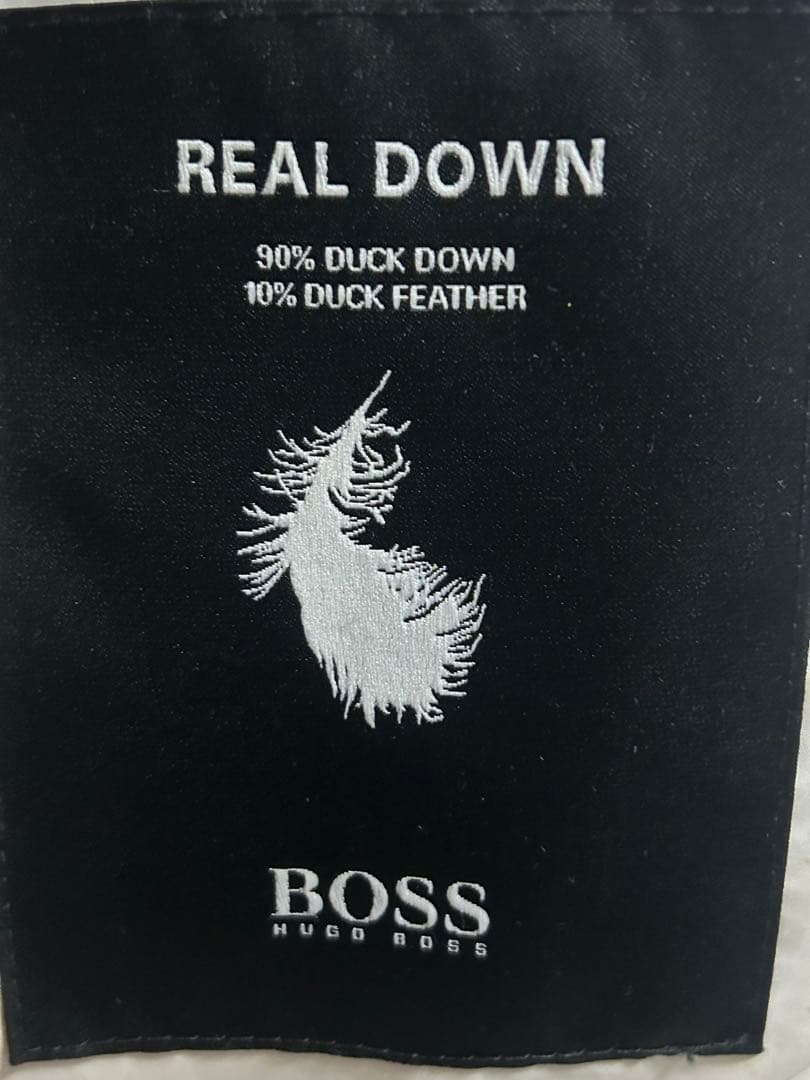 REAL DOWN
90% DUCK DOWN
10% DUCK FEATHER
BOSS
HUGO BOSS